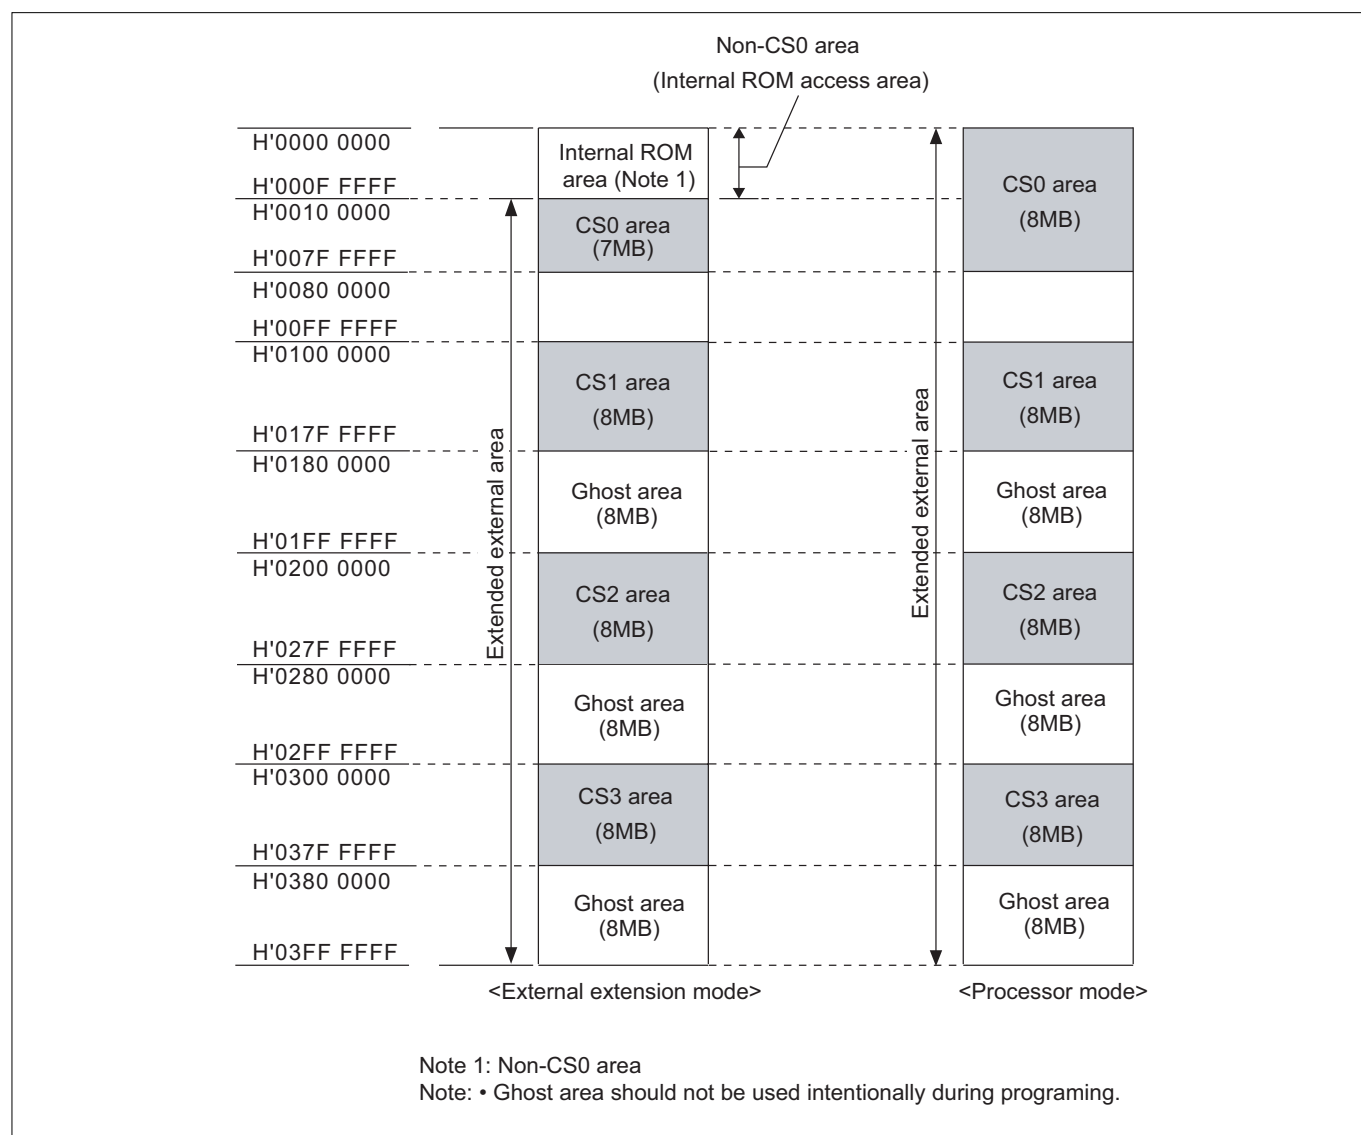 Non-CS0 area
(Internal ROM access area)
H'0000 0000
H'000F FFFF
H'0010 0000
H'007F FFFF
H'0080 0000
H'00FF FFFF
H'0100 0000
H'017F FFFF
H'0180 0000
H'01FF FFFF
H'0200 0000
H'027F FFFF
H'0280 0000
H'02FF FFFF
H'0300 0000
H'037F FFFF
H'0380 0000
H'03FF FFFF
Extended external area
Internal ROM
area (Note 1)
CS0 area
(7MB)
CS1 area
(8MB)
Ghost area
(8MB)
CS2 area
(8MB)
Ghost area
(8MB)
CS3 area
(8MB)
Ghost area
(8MB)
<External extension mode>
Extended external area
CS0 area
(8MB)
CS1 area
(8MB)
Ghost area
(8MB)
CS2 area
(8MB)
Ghost area
(8MB)
CS3 area
(8MB)
Ghost area
(8MB)
<Processor mode>
Note 1: Non-CS0 area
Note: • Ghost area should not be used intentionally during programing.